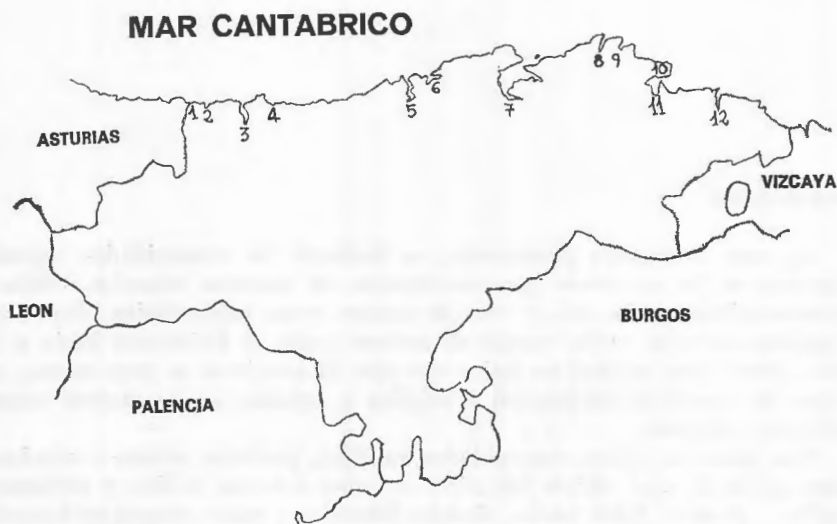 MAR CANTABRICO
8 9
6
10
1 2
3
4
5
7
11
12
ASTURIAS
VIZCAYA
LEON
BURGOS
PALENCIA